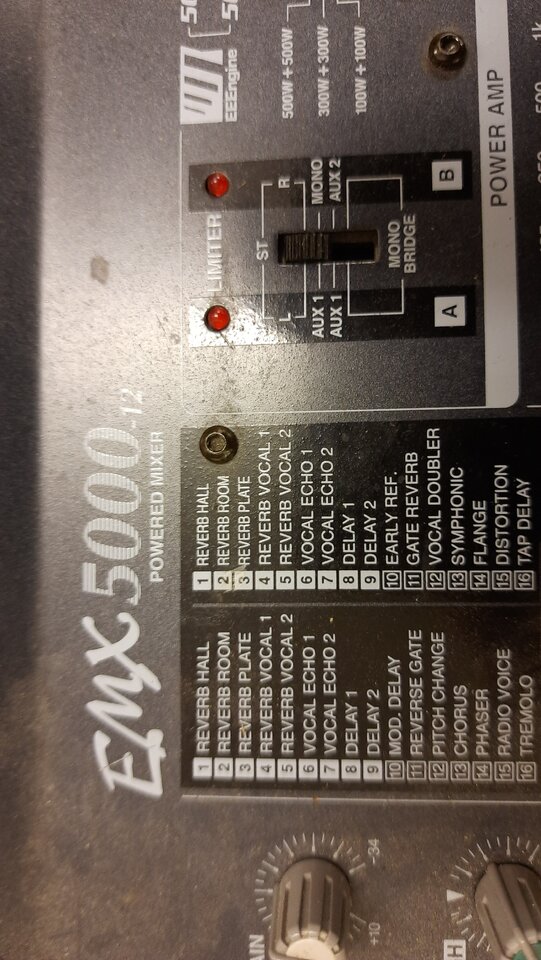 EMX 5000-12
POWERED MIXER
1 REVERB HALL
2 REVERB ROOM
3 REVERB PLATE
4 REVERB VOCAL 1
5 REVERB VOCAL 2
6 VOCAL ECHO 1
7 VOCAL ECHO 2
8 DELAY 1
9 DELAY 2
10 MOD. DELAY
11 REVERSE GATE
12 PITCH CHANGE
13 CHORUS
14 PHASER
15 RADIO VOICE
16 TREMOLO
1 REVERB HALL
2 REVERB ROOM
3 REVERB PLATE
4 REVERB VOCAL 1
5 REVERB VOCAL 2
6 VOCAL ECHO 1
7 VOCAL ECHO 2
8 DELAY 1
9 DELAY 2
10 EARLY REF.
11 GATE REVERB
12 VOCAL DOUBLER
13 SYMPHONIC
14 FLANGE
15 DISTORTION
16 TAP DELAY
LIMITER
ST
L R
AUX 1 MONO
AUX 1 AUX 2
MONO
BRIDGE
A B
POWER AMP
EEEngine
500W + 500W
300W + 300W
100W + 100W
+10 -34
500 1k